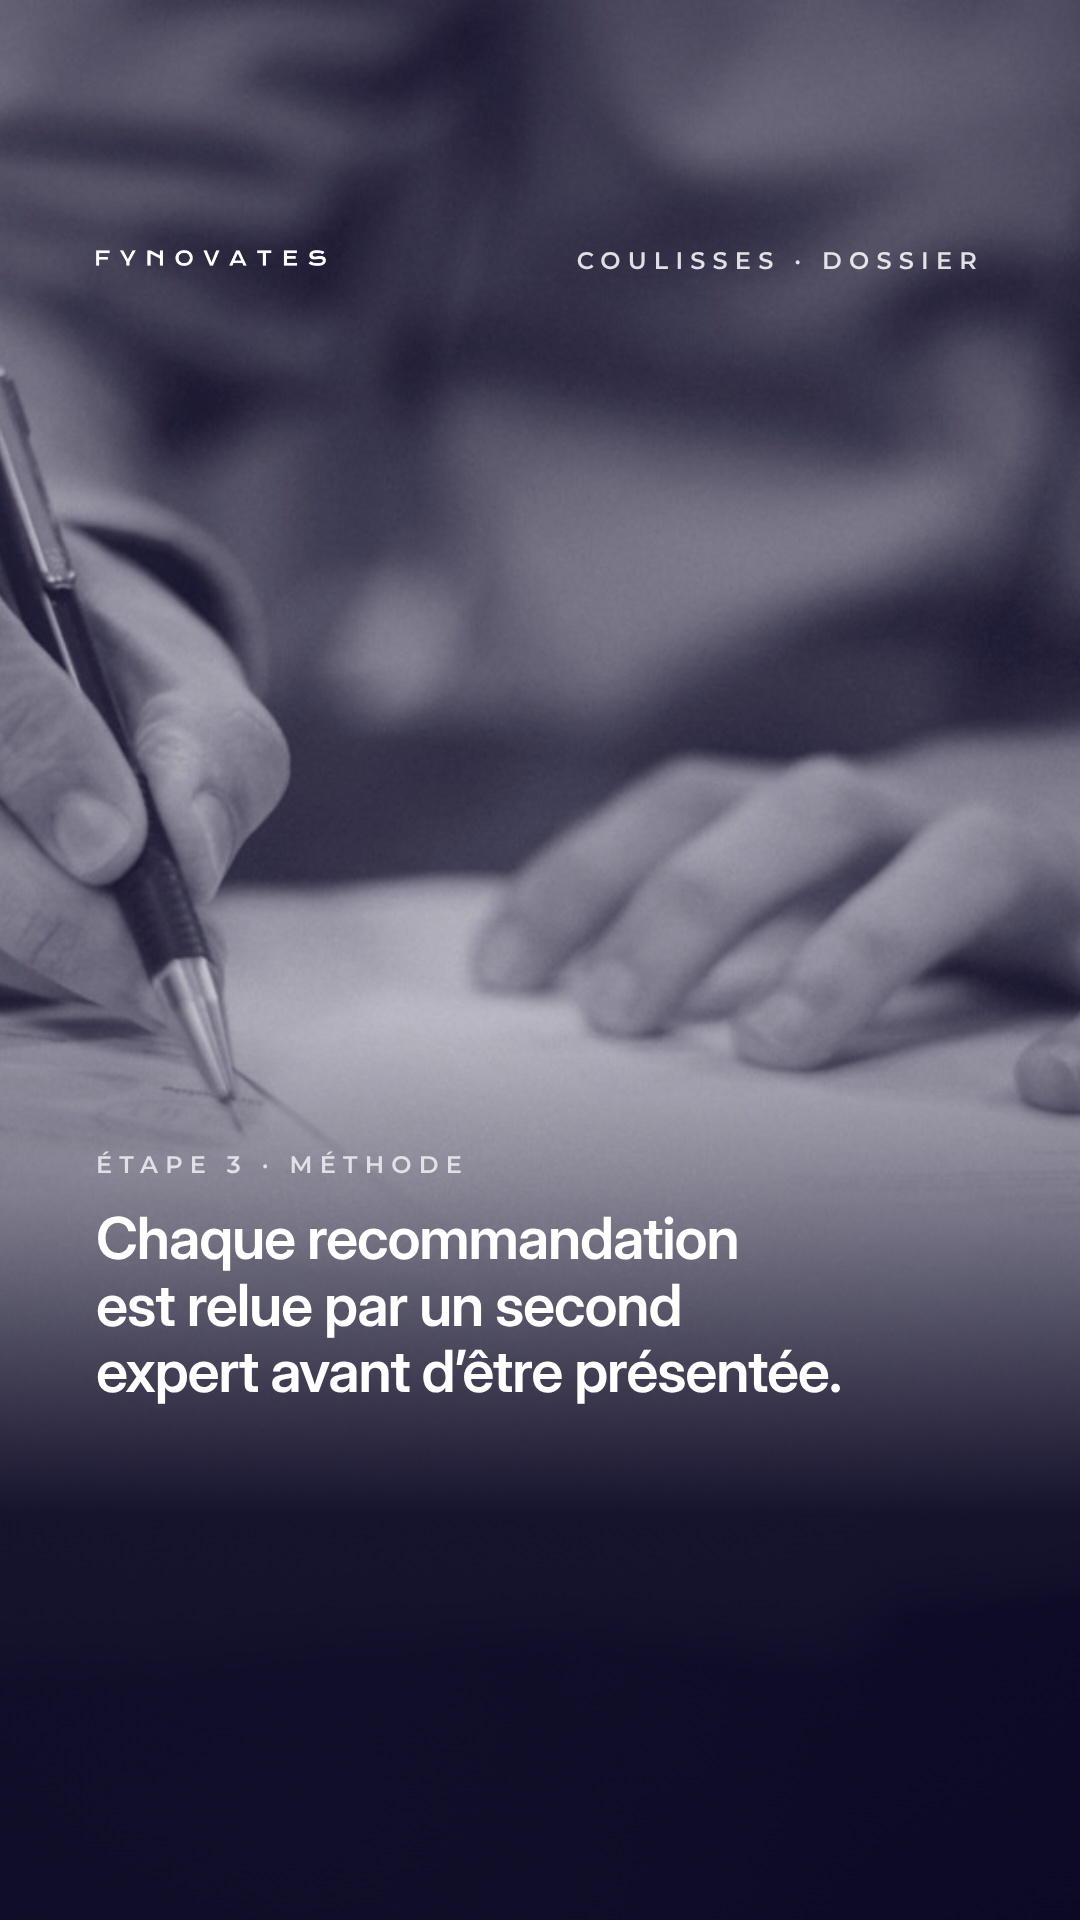 FYNOVATES
COULISSES · DOSSIER
ÉTAPE 3 · MÉTHODE
Chaque recommandation
est relue par un second
expert avant d’être présentée.